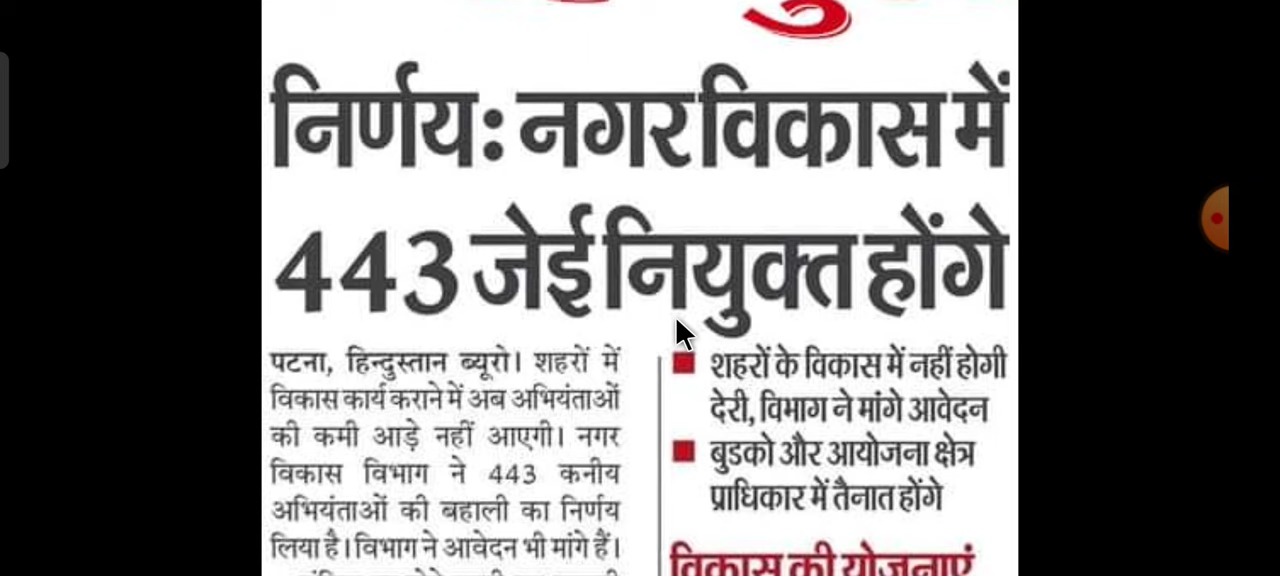 निर्णय: नगर विकास में
443 जेई नियुक्त होंगे
पटना, हिन्दुस्तान ब्यूरो। शहरों में
विकास कार्य कराने में अब अभियंताओं
की कमी आड़े नहीं आएगी। नगर
विकास विभाग ने 443 कनीय
अभियंताओं की बहाली का निर्णय
लिया है। विभाग ने आवेदन भी मांगे हैं।
शहरों के विकास में नहीं होगी
देरी, विभाग ने मांगे आवेदन
बुडको और आयोजना क्षेत्र
प्राधिकार में तैनात होंगे
विकास की योजनाएं